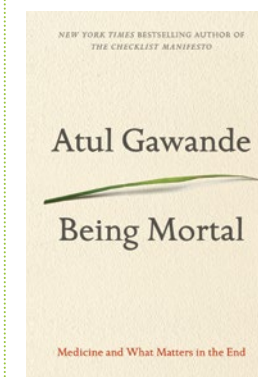 NEW YORK TIMES BESTSELLING AUTHOR OF
THE CHECKLIST MANIFESTO
Atul Gawande
Being Mortal
Medicine and What Matters in the End